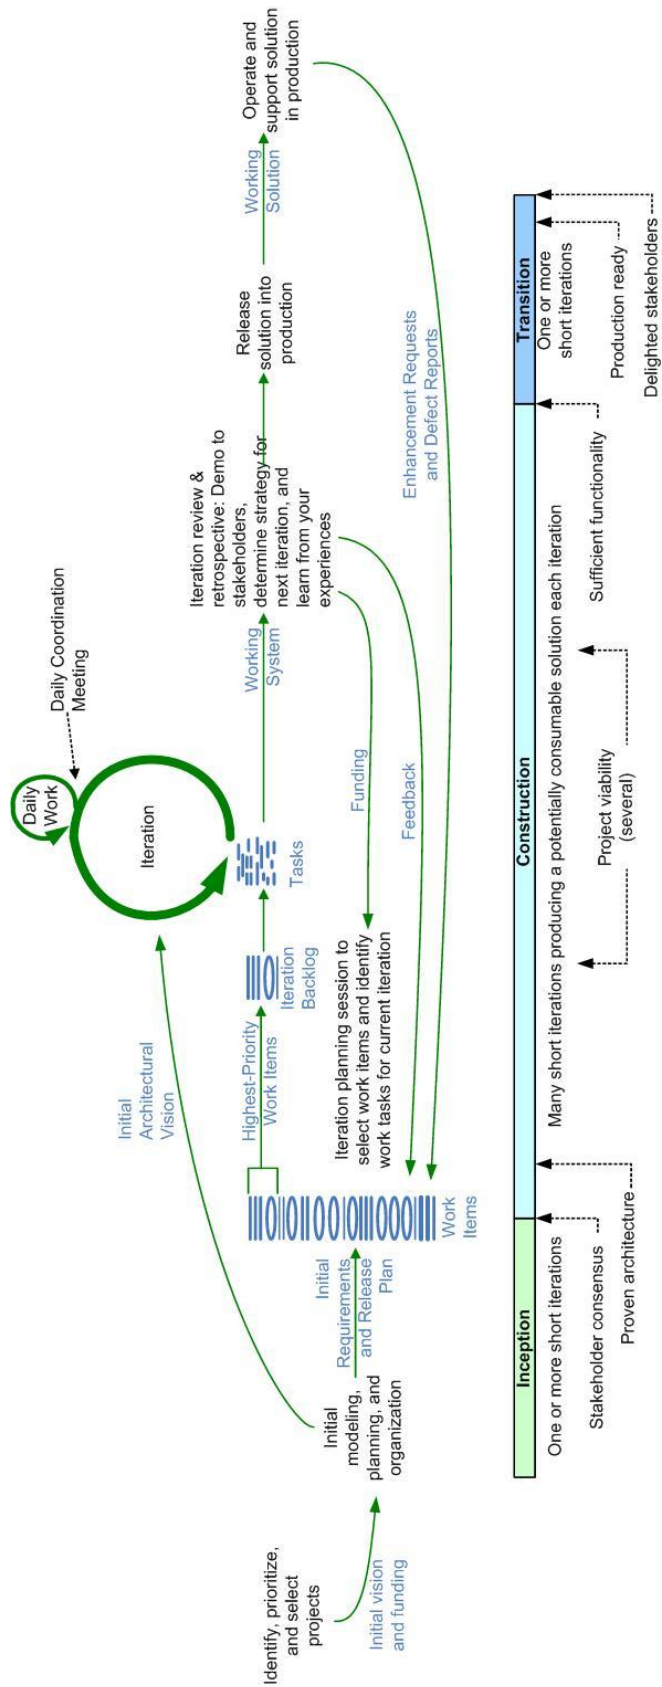 Identify, prioritize,
and select
projects
Initial vision
and funding
Initial
modeling,
planning, and
organization
Initial
Architectural
Vision
Initial
Requirements
and Release
Plan
Work
Items
Highest-Priority
Work Items
Iteration
Backlog
Tasks
Iteration
Daily
Work
Daily Coordination
Meeting
Iteration planning session to
select work items and identify
work tasks for current iteration
Working
System
Funding
Feedback
Iteration review &
retrospective: Demo to
stakeholders,
determine strategy for
next iteration, and
learn from your
experiences
Release
solution into
production
Working
Solution
Operate and
support solution
in production
Enhancement Requests
and Defect Reports
Inception
Construction
Transition
One or more short iterations
Many short iterations producing a potentially consumable solution each iteration
One or more
short iterations
Stakeholder consensus
Proven architecture
Project viability
(several)
Sufficient functionality
Production ready
Delighted stakeholders